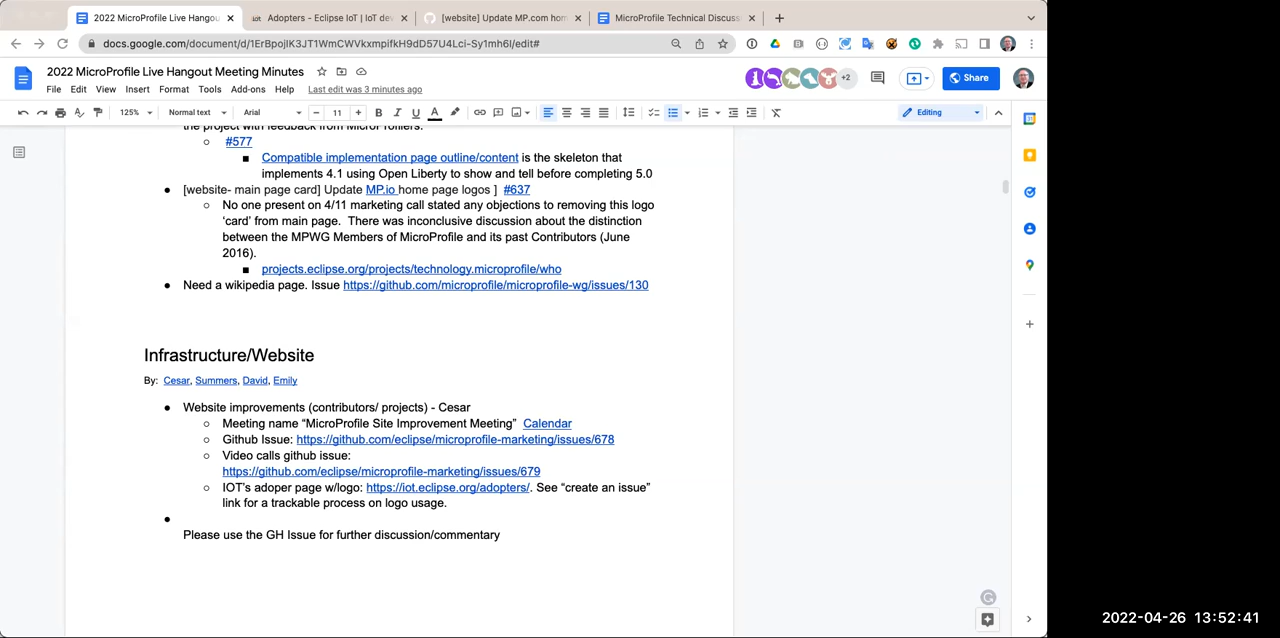 2022 MicroProfile Live Hangou
Adopters - Eclipse IoT | IoT dev
[website] Update MP.com home
MicroProfile Technical Discuss
docs.google.com/document/d/1ErBpojIK3JT1WmCWVkxmpifkH9dD57U4Lci-Sy1mh6I/edit#
2022 MicroProfile Live Hangout Meeting Minutes
+2
Share
File Edit View Insert Format Tools Add-ons Help Last edit was 3 minutes ago
125% Normal text Arial 11 B I U A Editing
the project with feedback from Micro Profilers.
#577
Compatible implementation page outline/content is the skeleton that
implements 4.1 using Open Liberty to show and tell before completing 5.0
[website- main page card] Update MP.io home page logos ] #637
No one present on 4/11 marketing call stated any objections to removing this logo
‘card’ from main page. There was inconclusive discussion about the distinction
between the MPWG Members of MicroProfile and its past Contributors (June
2016).
projects.eclipse.org/projects/technology.microprofile/who
Need a wikipedia page. Issue https://github.com/microprofile/microprofile-wg/issues/130
Infrastructure/Website
By: Cesar, Summers, David, Emily
Website improvements (contributors/ projects) - Cesar
Meeting name “MicroProfile Site Improvement Meeting” Calendar
Github Issue: https://github.com/eclipse/microprofile-marketing/issues/678
Video calls github issue:
https://github.com/eclipse/microprofile-marketing/issues/679
IOT’s adoper page w/logo: https://iot.eclipse.org/adopters/. See “create an issue”
link for a trackable process on logo usage.
Please use the GH Issue for further discussion/commentary
2022-04-26 13:52:41